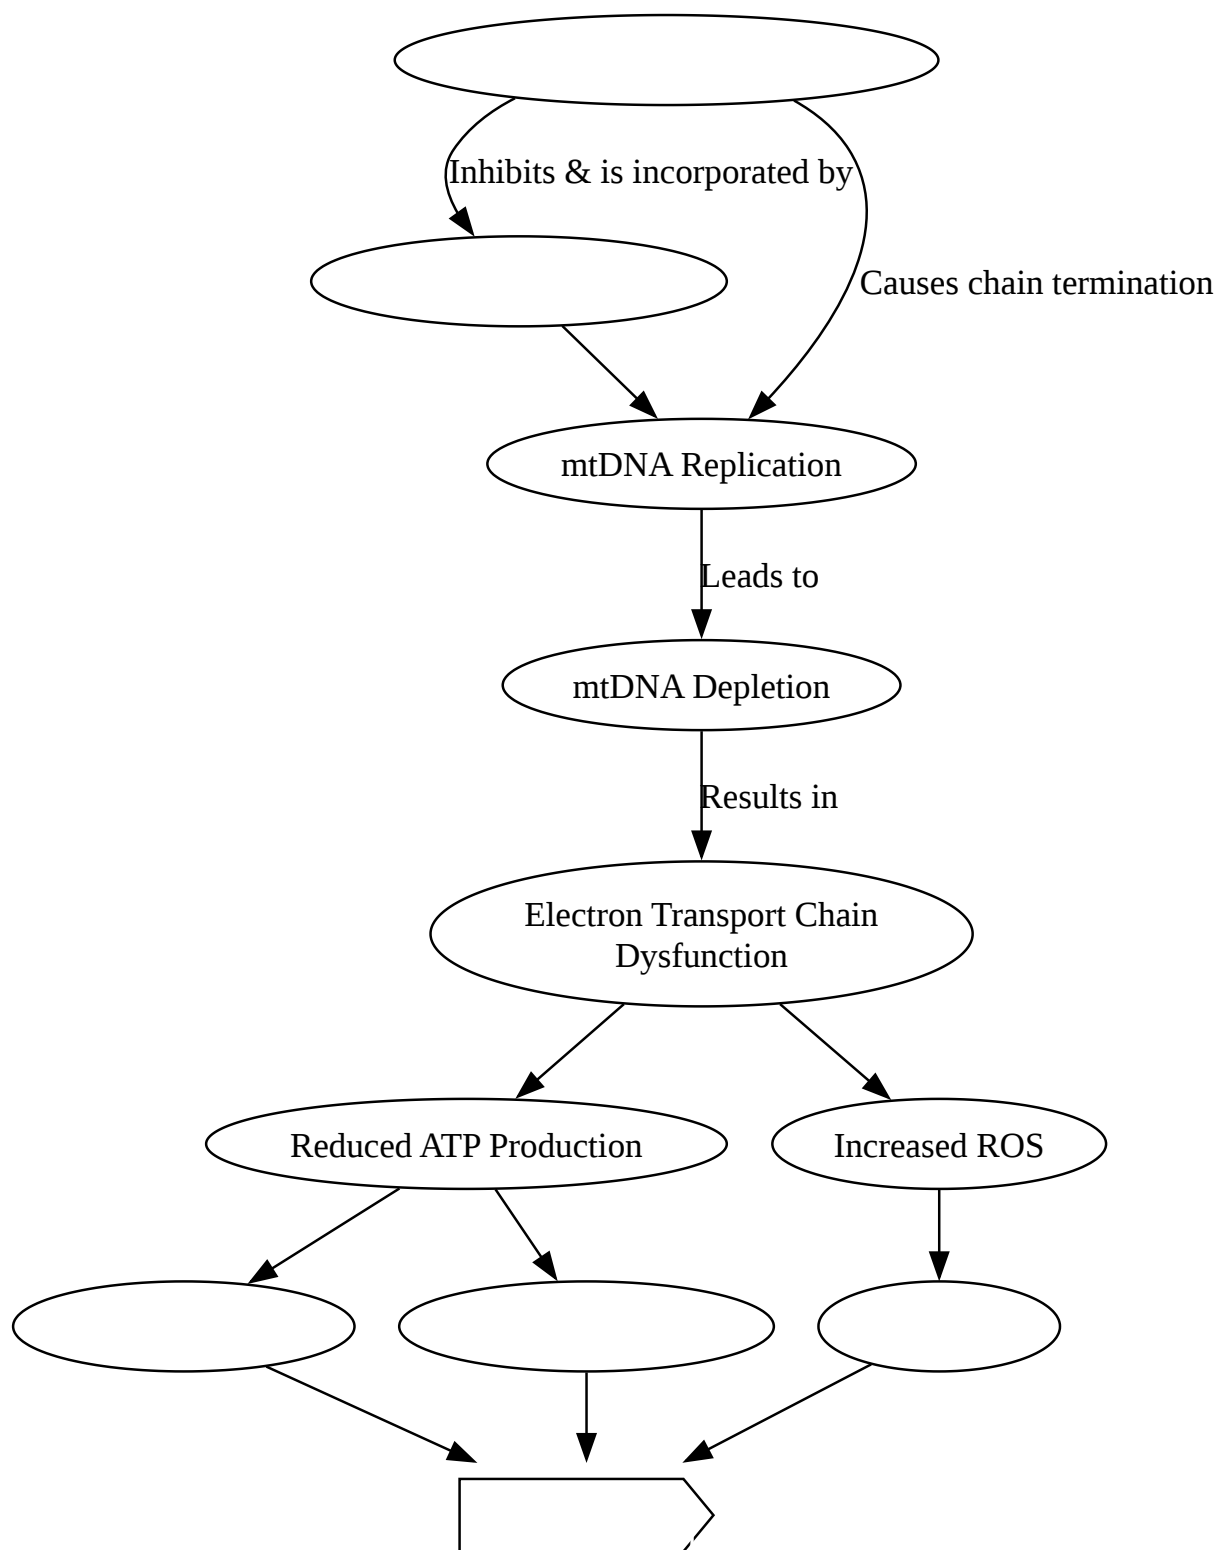 Inhibits & is incorporated by
Causes chain termination
mtDNA Replication
Leads to
mtDNA Depletion
Results in
Electron Transport Chain
Dysfunction
Reduced ATP Production
Increased ROS